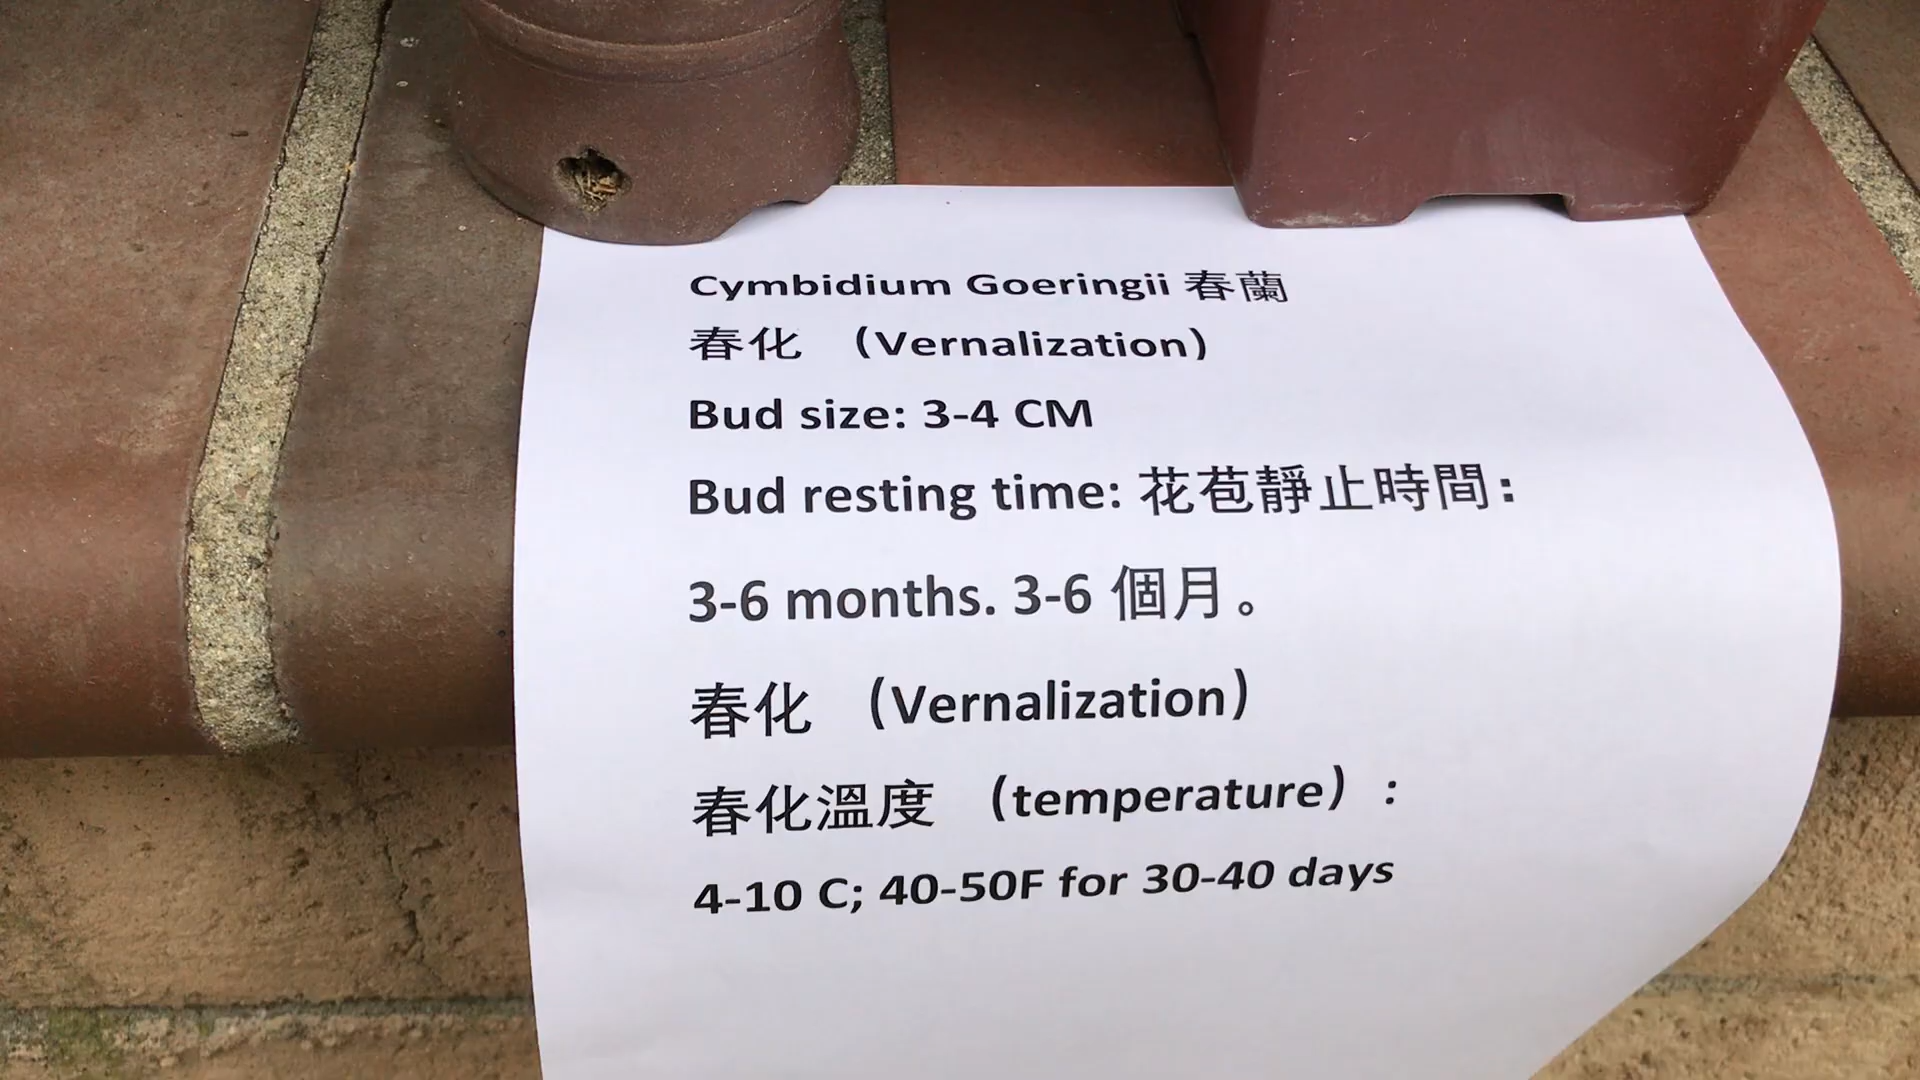 Cymbidium Goeringii 春蘭
春化 （Vernalization）
Bud size: 3-4 CM
Bud resting time: 花苞靜止時間：
3-6 months. 3-6 個月。
春化 （Vernalization）
春化溫度 （temperature）：
4-10 C; 40-50F for 30-40 days